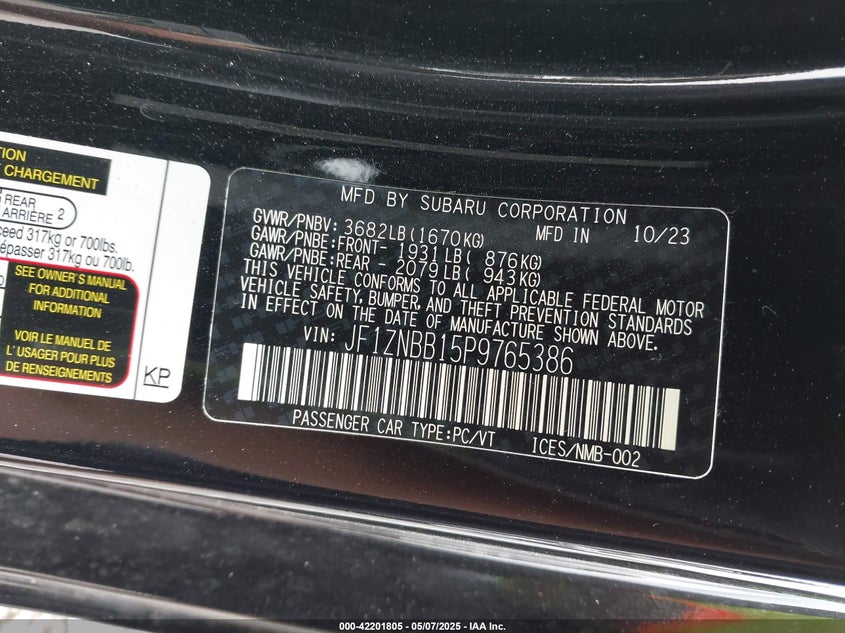 TION
CHARGEMENT
REAR
ARRIÈRE 2
ceed 317kg or 700lbs.
épasser 317kg ou 700lb.
SEE OWNER'S MANUAL
FOR ADDITIONAL
INFORMATION
VOIR LE MANUEL DE
L' USAGER POUR PLUS
DE RENSEIGNEMENTS
KP
MFD BY SUBARU CORPORATION
GVWR/PNBV: 3682LB(1670KG) MFD IN 10/23
GAWR/PNBE:FRONT- 1931LB( 876KG)
GAWR/PNBE:REAR - 2079LB( 943KG)
THIS VEHICLE CONFORMS TO ALL APPLICABLE FEDERAL MOTOR
VEHICLE SAFETY, BUMPER, AND THEFT PREVENTION STANDARDS
IN EFFECT ON THE DATE OF MANUFACTURE SHOWN ABOVE.
VIN: JF1ZNBB15P9765386
PASSENGER CAR TYPE:PC/VT ICES/NMB-002
000-42201805 - 05/07/2025 - IAA Inc.